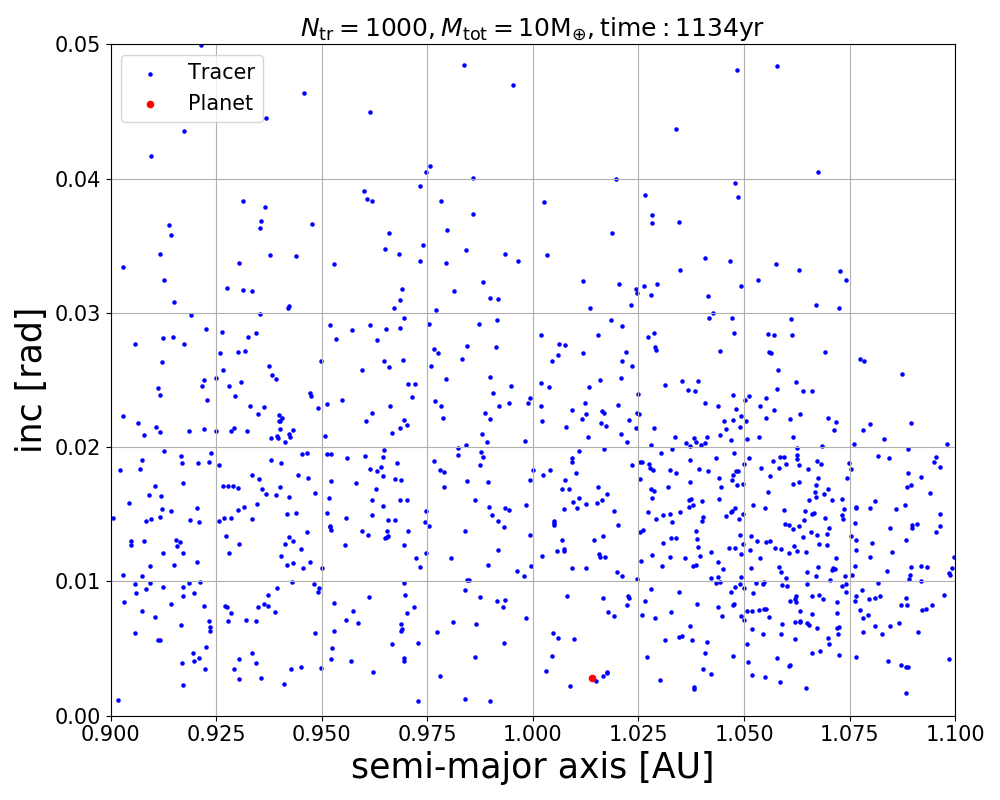 N_tr = 1000, M_tot = 10M_⊕, time : 1134yr
Tracer
Planet
inc [rad]
0.05
0.04
0.03
0.02
0.01
0.00
0.900 0.925 0.950 0.975 1.000 1.025 1.050 1.075 1.100
semi-major axis [AU]